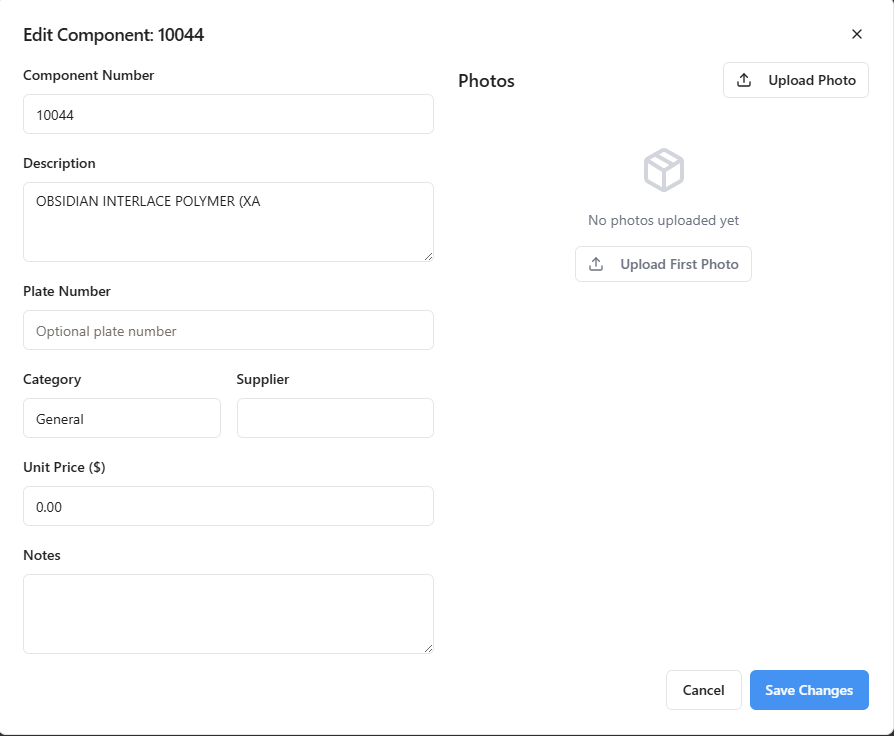 Edit Component: 10044
Component Number
10044
Description
OBSIDIAN INTERLACE POLYMER (XA
Plate Number
Optional plate number
Category
Supplier
General
Unit Price ($)
0.00
Notes
Photos
Upload Photo
No photos uploaded yet
Upload First Photo
Cancel
Save Changes